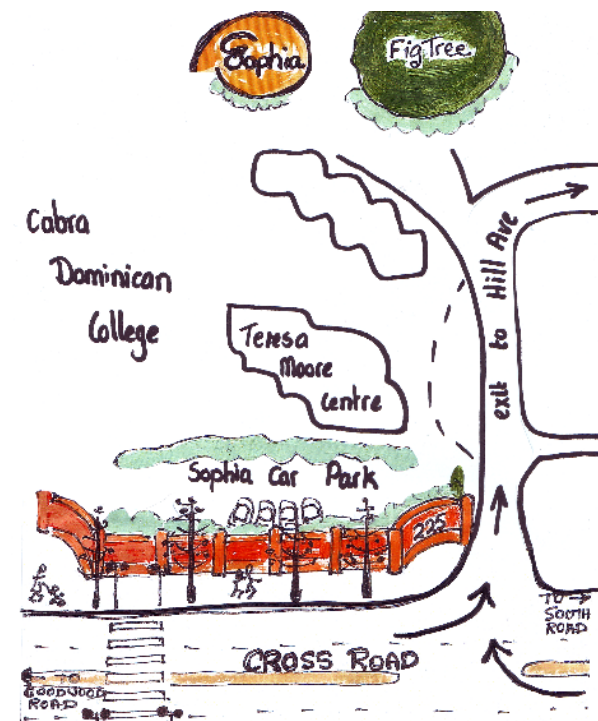 Sophia
Fig Tree
Cabra
Dominican
College
exit to Hill Ave
Teresa
Moore
Centre
Sophia Car Park
225
TO →
SOUTH
ROAD
CROSS ROAD
TO
GOODWOOD
ROAD